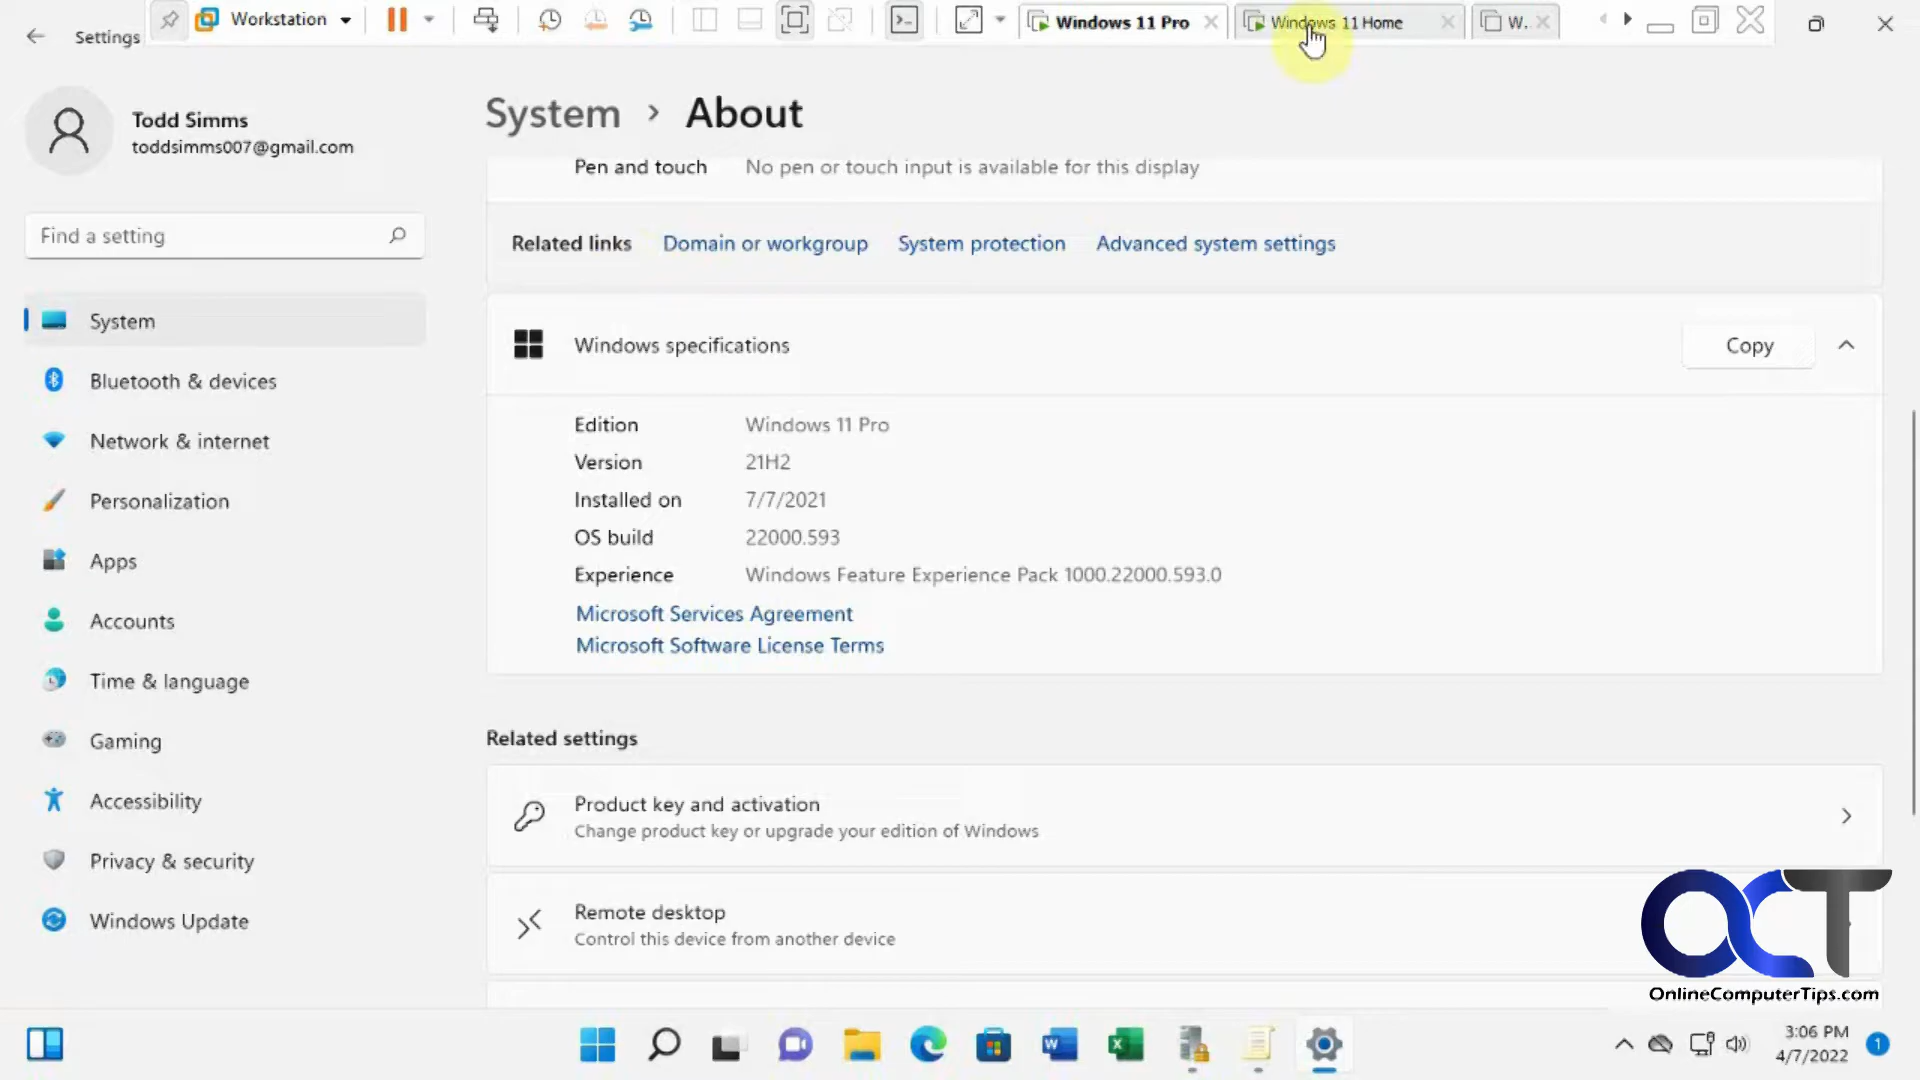 Settings
Workstation
Windows 11 Pro
Windows 11 Home
W.
Todd Simms
toddsimms007@gmail.com
Find a setting
System
Bluetooth & devices
Network & internet
Personalization
Apps
Accounts
Time & language
Gaming
Accessibility
Privacy & security
Windows Update
System > About
Pen and touch No pen or touch input is available for this display
Related links Domain or workgroup System protection Advanced system settings
Windows specifications
Copy
Edition Windows 11 Pro
Version 21H2
Installed on 7/7/2021
OS build 22000.593
Experience Windows Feature Experience Pack 1000.22000.593.0
Microsoft Services Agreement
Microsoft Software License Terms
Related settings
Product key and activation
Change product key or upgrade your edition of Windows
Remote desktop
Control this device from another device
OCT
OnlineComputerTips.com
3:06 PM
4/7/2022
1